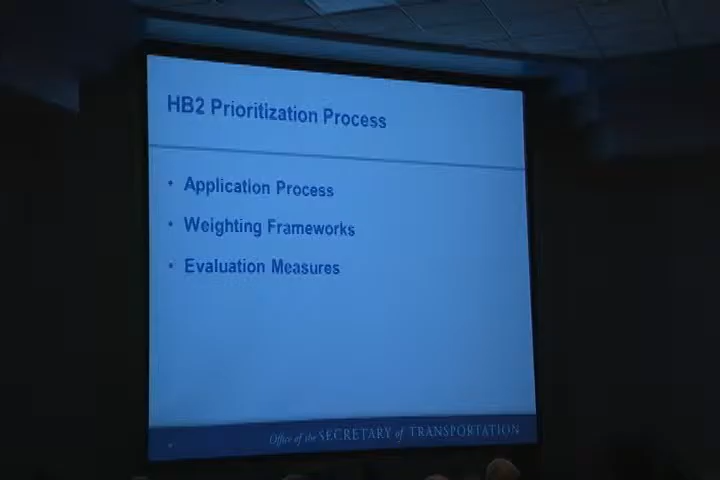 HB2 Prioritization Process
• Application Process
• Weighting Frameworks
• Evaluation Measures
Office of the SECRETARY of TRANSPORTATION